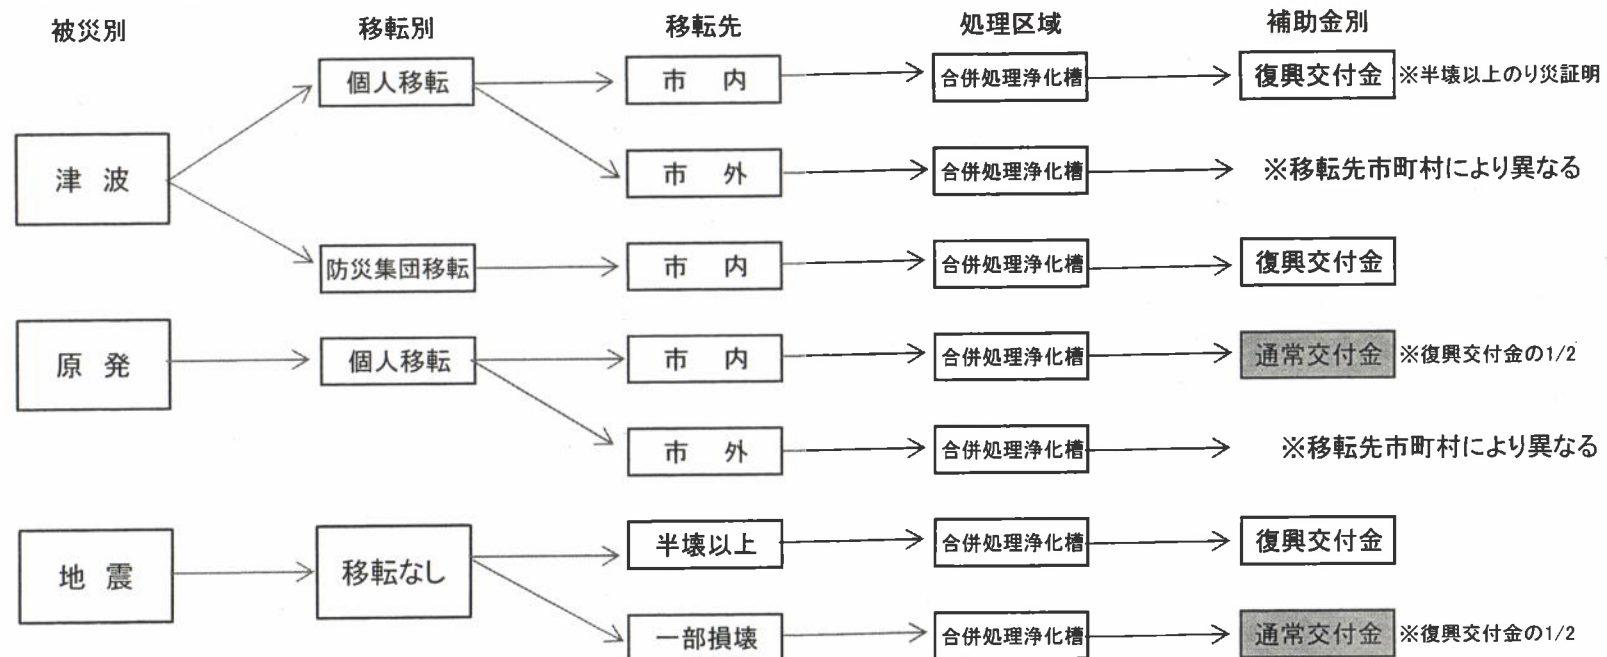 被災別 移転別 移転先 処理区域 補助金別
個人移転 市　内 合併処理浄化槽 復興交付金 ※半壊以上のり災証明
津　波
市　外 合併処理浄化槽 ※移転先市町村により異なる
防災集団移転 市　内 合併処理浄化槽 復興交付金
原　発 個人移転 市　内 合併処理浄化槽 通常交付金 ※復興交付金の1/2
市　外 合併処理浄化槽 ※移転先市町村により異なる
半壊以上 合併処理浄化槽 復興交付金
地　震 移転なし
一部損壊 合併処理浄化槽 通常交付金 ※復興交付金の1/2